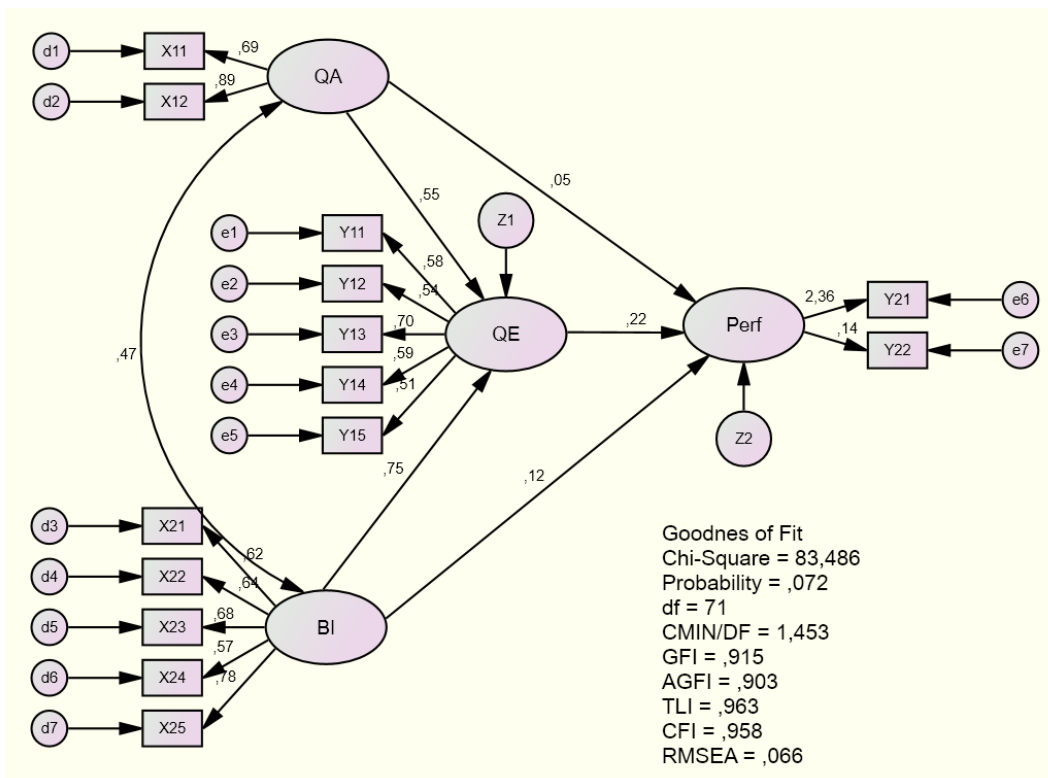 d1
X11
,69
QA
d2
X12
,89
,05
,55
Z1
e1
Y11
,58
e2
Y12
,54
e3
Y13
,70
QE
,22
Perf
2,36
Y21
e6
,14
Y22
e7
e4
Y14
,59
,51
e5
Y15
Z2
,47
,75
,12
d3
X21
,62
d4
X22
,64
d5
X23
,68
BI
d6
X24
,57
,78
d7
X25
Goodnes of Fit
Chi-Square = 83,486
Probability = ,072
df = 71
CMIN/DF = 1,453
GFI = ,915
AGFI = ,903
TLI = ,963
CFI = ,958
RMSEA = ,066